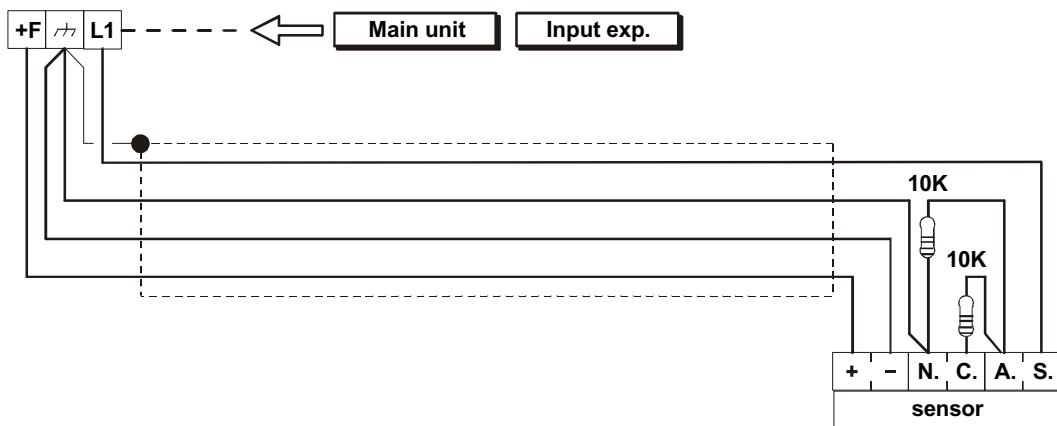 +F L1 Main unit Input exp.
10K
10K
+ – N. C. A. S.
sensor